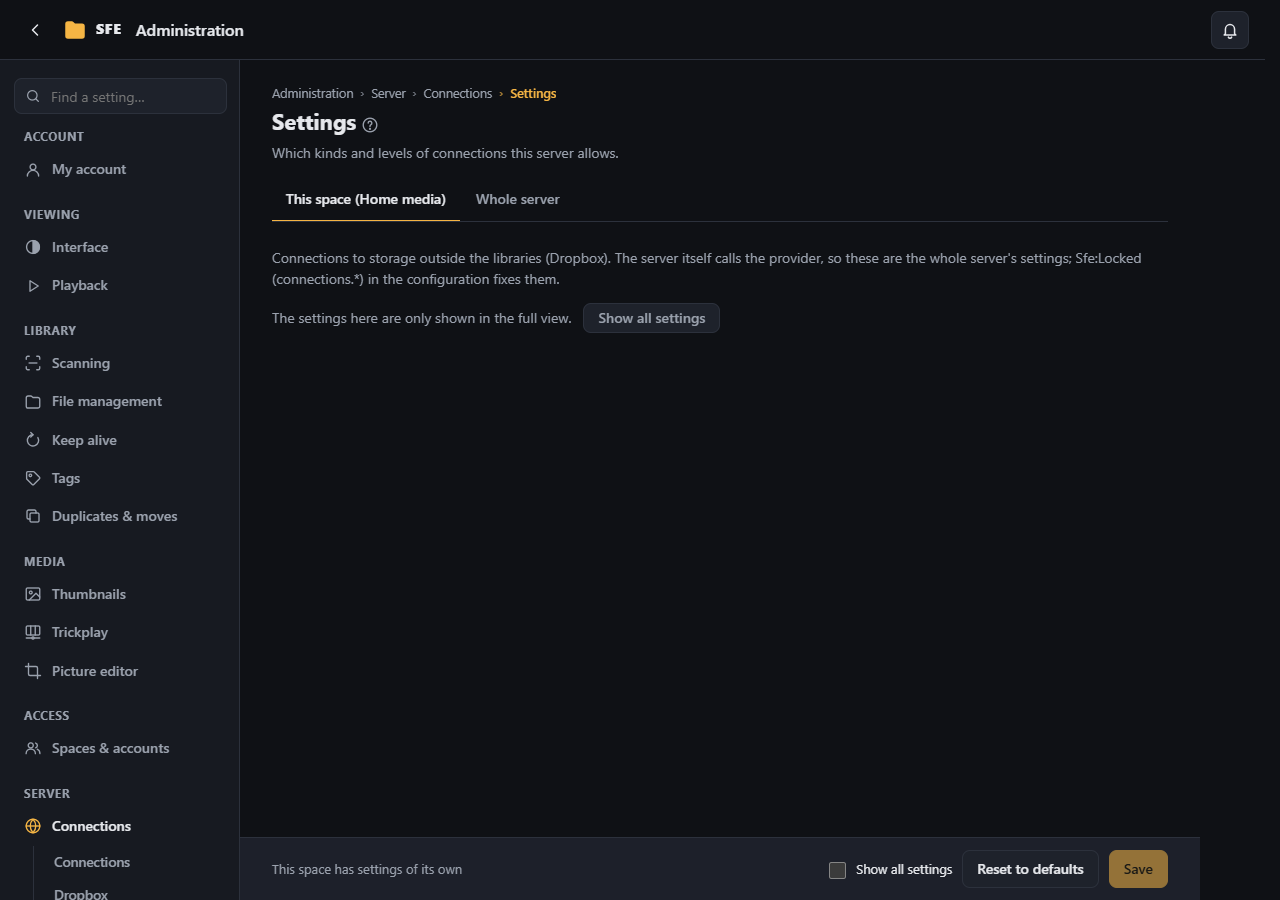 SFE Administration
Find a setting...
ACCOUNT
My account
VIEWING
Interface
Playback
LIBRARY
Scanning
File management
Keep alive
Tags
Duplicates & moves
MEDIA
Thumbnails
Trickplay
Picture editor
ACCESS
Spaces & accounts
SERVER
Connections
Connections
Dropbox
Administration › Server › Connections › Settings
Settings
Which kinds and levels of connections this server allows.
This space (Home media) Whole server
Connections to storage outside the libraries (Dropbox). The server itself calls the provider, so these are the whole server's settings; Sfe:Locked
(connections.*) in the configuration fixes them.
The settings here are only shown in the full view. Show all settings
This space has settings of its own Show all settings Reset to defaults Save